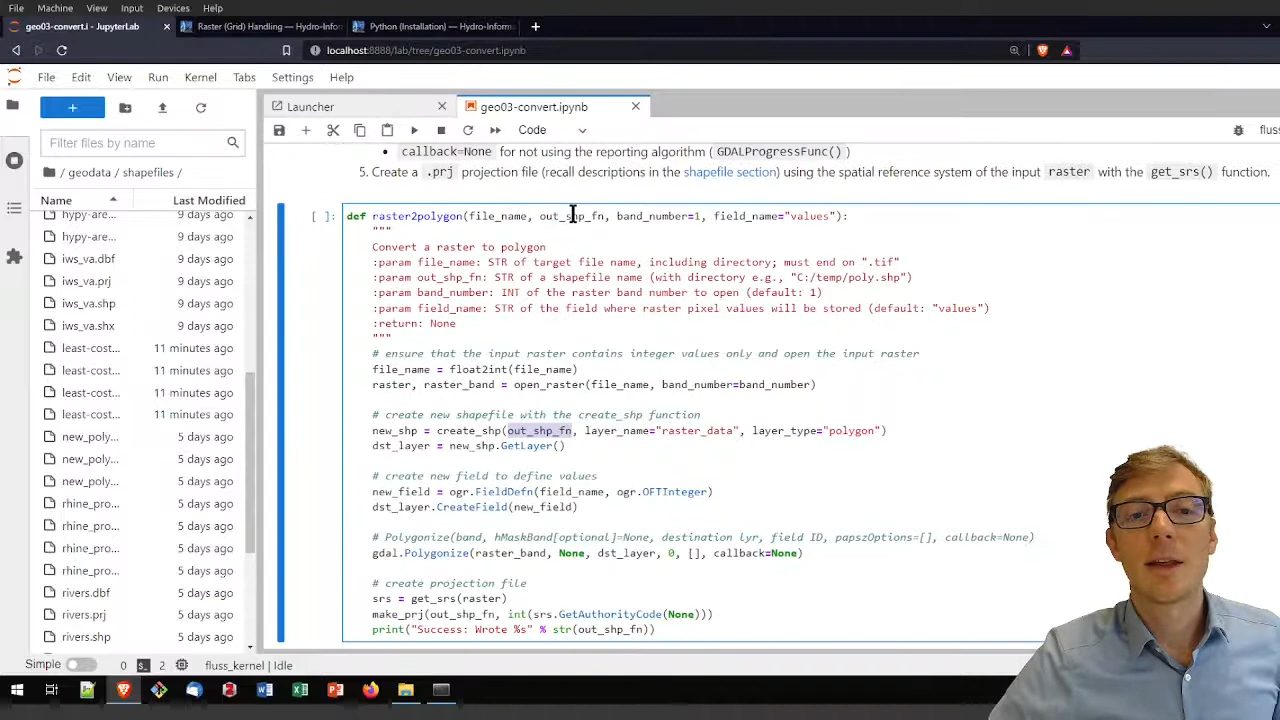 File Machine View Input Devices Help
geo03-convert.i - JupyterLab
Raster (Grid) Handling — Hydro-Infor
Python (Installation) — Hydro-Inform
localhost:8888/lab/tree/geo03-convert.ipynb
File Edit View Run Kernel Tabs Settings Help
Launcher
geo03-convert.ipynb
Filter files by name
Code
fluss
/ geodata / shapefiles /
Name Last Modified
hypy-are... 9 days ago
hypy-are... 9 days ago
iws_va.dbf 9 days ago
iws_va.prj 9 days ago
iws_va.shp 9 days ago
iws_va.shx 9 days ago
least-cost... 11 minutes ago
least-cost... 11 minutes ago
least-cost... 11 minutes ago
least-cost... 11 minutes ago
new_poly... 5 days ago
new_poly... 5 days ago
new_poly... 5 days ago
rhine_pro... 5 days ago
rhine_pro... 5 days ago
rhine_pro... 5 days ago
rhine_pro... 5 days ago
rivers.dbf 5 days ago
rivers.prj 5 days ago
rivers.shp 5 days ago
callback=None for not using the reporting algorithm ( GDALProgressFunc() )
5. Create a .prj projection file (recall descriptions in the shapefile section) using the spatial reference system of the input raster with the get_srs() function.
[ ]: def raster2polygon(file_name, out_shp_fn, band_number=1, field_name="values"):
"""
Convert a raster to polygon
:param file_name: STR of target file name, including directory; must end on ".tif"
:param out_shp_fn: STR of a shapefile name (with directory e.g., "C:/temp/poly.shp")
:param band_number: INT of the raster band number to open (default: 1)
:param field_name: STR of the field where raster pixel values will be stored (default: "values")
:return: None
"""
# ensure that the input raster contains integer values only and open the input raster
file_name = float2int(file_name)
raster, raster_band = open_raster(file_name, band_number=band_number)
# create new shapefile with the create_shp function
new_shp = create_shp(out_shp_fn, layer_name="raster_data", layer_type="polygon")
dst_layer = new_shp.GetLayer()
# create new field to define values
new_field = ogr.FieldDefn(field_name, ogr.OFTInteger)
dst_layer.CreateField(new_field)
# Polygonize(band, hMaskBand[optional]=None, destination lyr, field ID, papszOptions=[], callback=None)
gdal.Polygonize(raster_band, None, dst_layer, 0, [], callback=None)
# create projection file
srs = get_srs(raster)
make_prj(out_shp_fn, int(srs.GetAuthorityCode(None)))
print("Success: Wrote %s" % str(out_shp_fn))
Simple 0 2 fluss_kernel | Idle